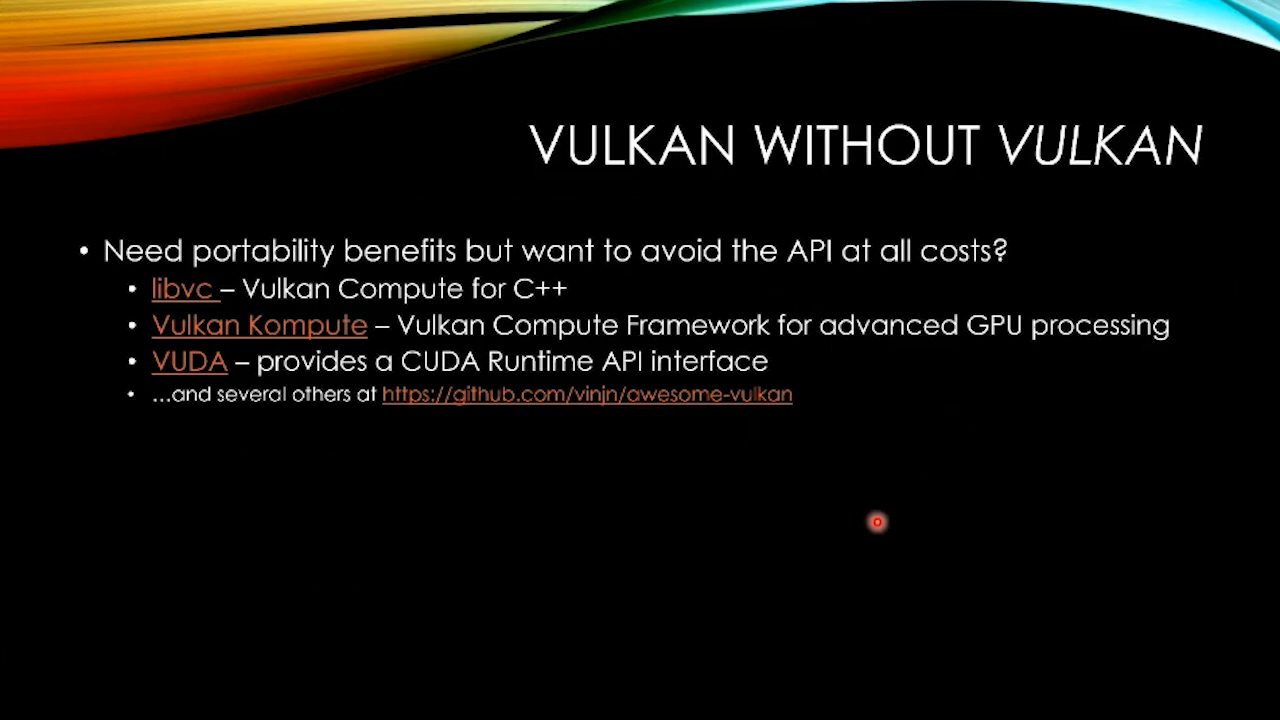 VULKAN WITHOUT VULKAN
• Need portability benefits but want to avoid the API at all costs?
• libvc – Vulkan Compute for C++
• Vulkan Kompute – Vulkan Compute Framework for advanced GPU processing
• VUDA – provides a CUDA Runtime API interface
• ...and several others at https://github.com/vinjn/awesome-vulkan